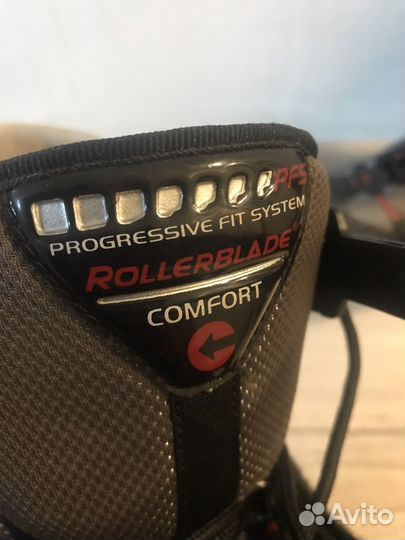 PFS
PROGRESSIVE FIT SYSTEM
ROLLERBLADE
COMFORT
Avito